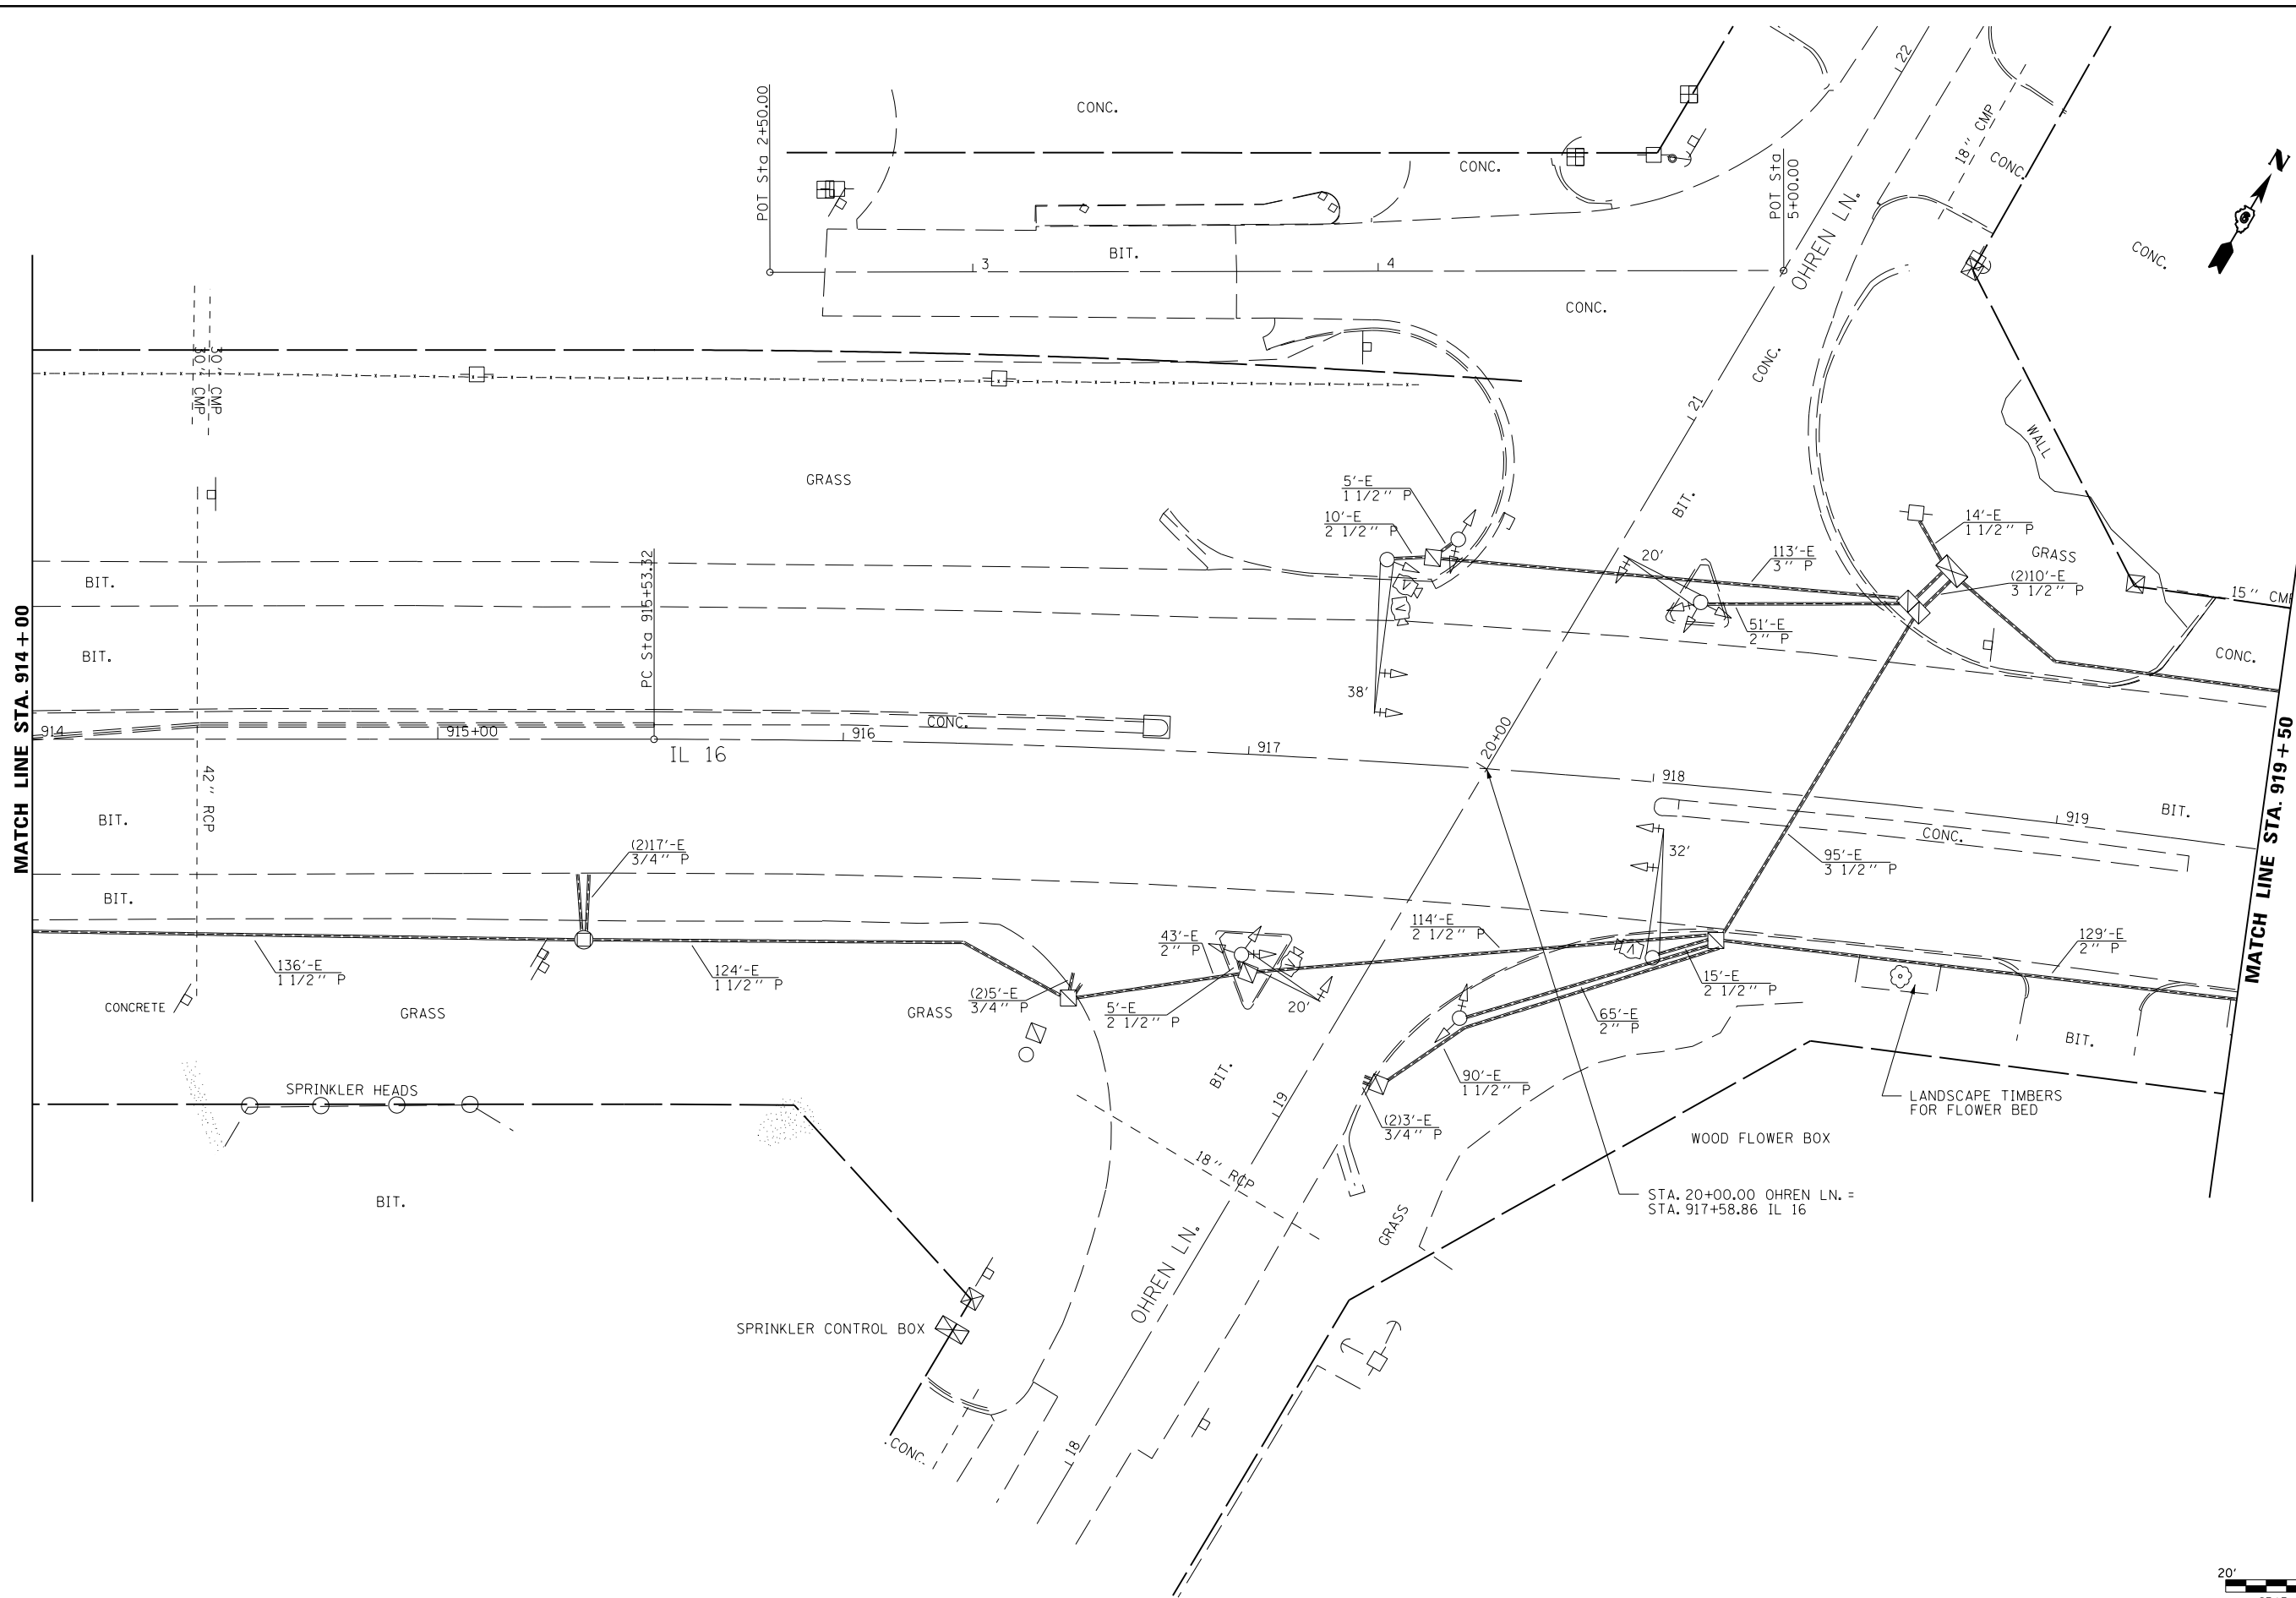 CONC.
22
POT Sta 2+50.00
CONC.
POT Sta
5+00.00
18'' CMP
CONC.
N
OHREN LN.
CONC.
BIT.
3
4
CONC.
CONC.
21
WALL
GRASS
BIT.
5'-E
1 1/2'' P
10'-E
2 1/2'' P
20'
113'-E
3'' P
14'-E
1 1/2'' P
GRASS
(2)10'-E
3 1/2'' P
51'-E
2'' P
15'' CMP
CONC.
BIT.
BIT.
PC Sta 915+53.32
MATCH LINE STA. 914+00
38'
914
915+00
CONC.
916
IL 16
917
20+00
918
919
BIT.
MATCH LINE STA. 919+50
42'' RCP
BIT.
CONC.
32'
95'-E
3 1/2'' P
(2)17'-E
3/4'' P
BIT.
43'-E
2'' P
114'-E
2 1/2'' P
129'-E
2'' P
136'-E
1 1/2'' P
124'-E
1 1/2'' P
15'-E
2 1/2'' P
CONCRETE
GRASS
GRASS
(2)5'-E
3/4'' P
5'-E
2 1/2'' P
20'
65'-E
2'' P
BIT.
BIT.
90'-E
1 1/2'' P
SPRINKLER HEADS
19
(2)3'-E
3/4'' P
LANDSCAPE TIMBERS
FOR FLOWER BED
WOOD FLOWER BOX
18'' RCP
BIT.
STA. 20+00.00 OHREN LN. =
STA. 917+58.86 IL 16
GRASS
OHREN LN.
SPRINKLER CONTROL BOX
CONC.
18
20'